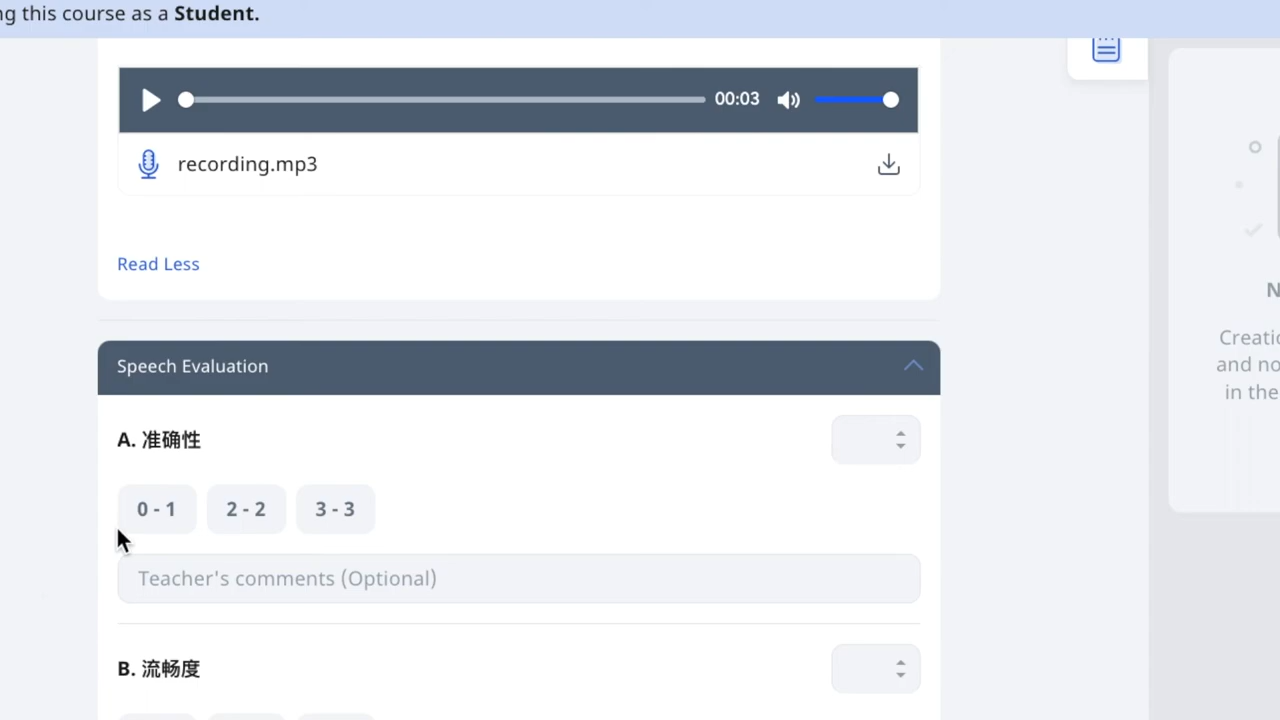 ng this course as a Student.
00:03
recording.mp3
Read Less
Speech Evaluation
A. 准确性
0 - 1 2 - 2 3 - 3
Teacher's comments (Optional)
B. 流畅度
N
Creatio
and no
in the